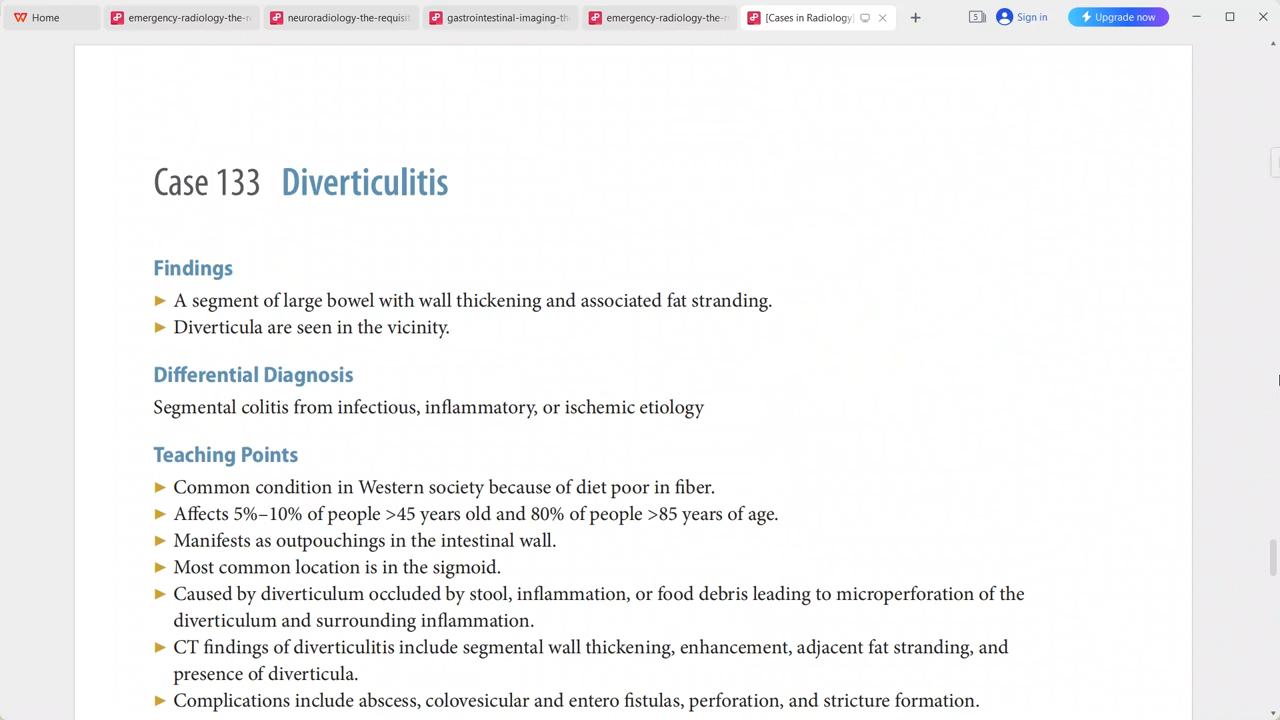 Home
emergency-radiology-the-r
neuroradiology-the-requisit
gastrointestinal-imaging-th
emergency-radiology-the-r
[Cases in Radiology]
5
Sign in
Upgrade now
Case 133 Diverticulitis
Findings
► A segment of large bowel with wall thickening and associated fat stranding.
► Diverticula are seen in the vicinity.
Differential Diagnosis
Segmental colitis from infectious, inflammatory, or ischemic etiology
Teaching Points
► Common condition in Western society because of diet poor in fiber.
► Affects 5%–10% of people >45 years old and 80% of people >85 years of age.
► Manifests as outpouchings in the intestinal wall.
► Most common location is in the sigmoid.
► Caused by diverticulum occluded by stool, inflammation, or food debris leading to microperforation of the
diverticulum and surrounding inflammation.
► CT findings of diverticulitis include segmental wall thickening, enhancement, adjacent fat stranding, and
presence of diverticula.
► Complications include abscess, colovesicular and entero fistulas, perforation, and stricture formation.